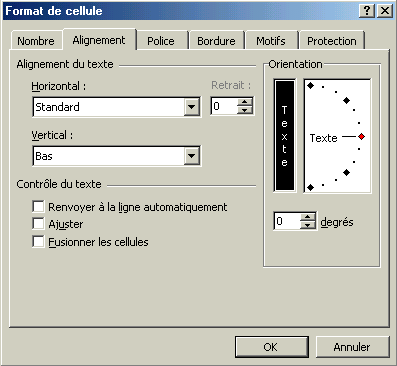 Format de cellule
Nombre Alignement Police Bordure Motifs Protection
Alignement du texte
Horizontal : Retrait :
Standard 0
Vertical :
Bas
Contrôle du texte
Renvoyer à la ligne automatiquement
Ajuster
Fusionner les cellules
Orientation
Texte
Texte
0 degrés
OK Annuler